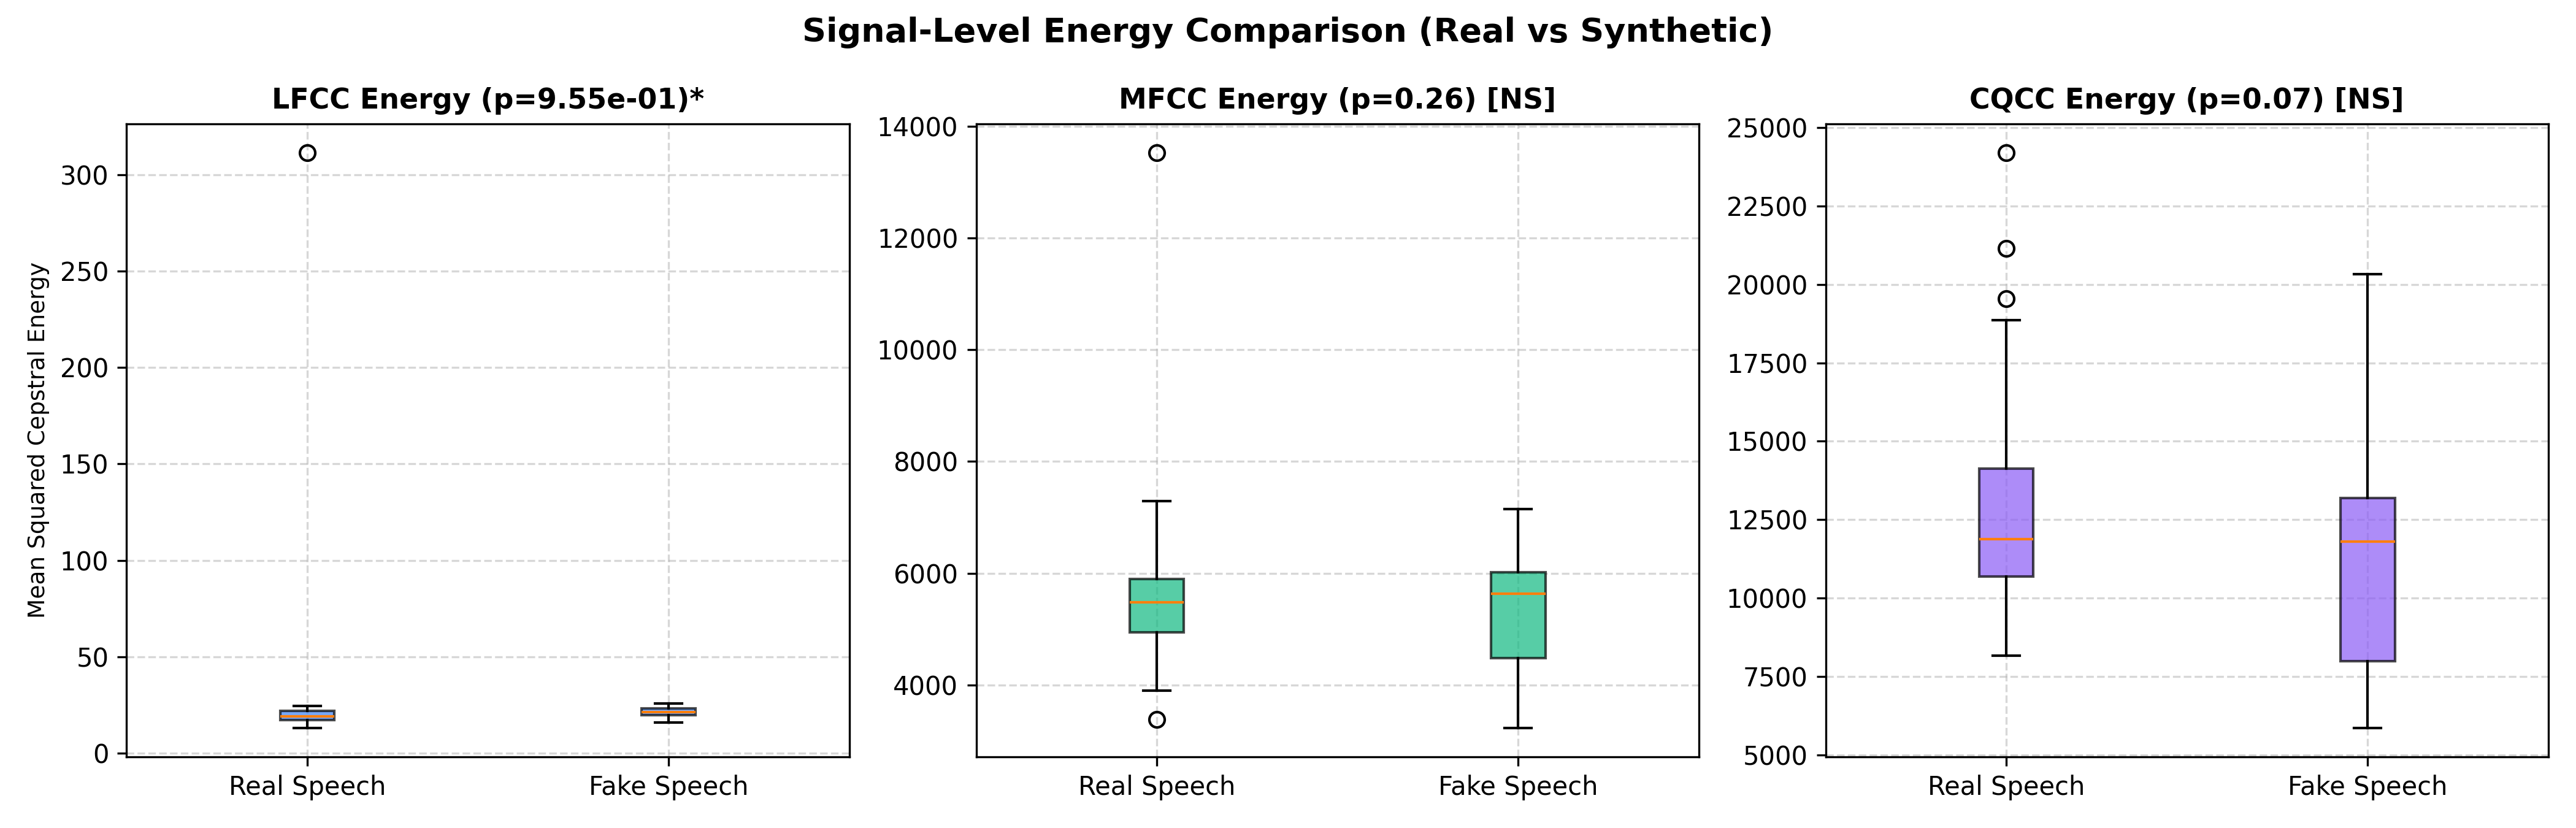 Signal-Level Energy Comparison (Real vs Synthetic)
LFCC Energy (p=9.55e-01)*
Mean Squared Cepstral Energy
300
250
200
150
100
50
0
Real Speech
Fake Speech
MFCC Energy (p=0.26) [NS]
14000
12000
10000
8000
6000
4000
Real Speech
Fake Speech
CQCC Energy (p=0.07) [NS]
25000
22500
20000
17500
15000
12500
10000
7500
5000
Real Speech
Fake Speech